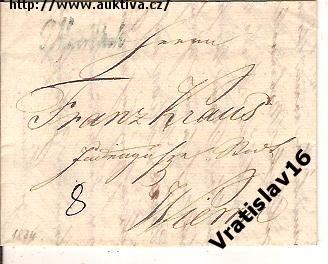 http://www.auktiva.cz/
Herrn
Franz Kraus
8
Wien
1834
Vratislav16